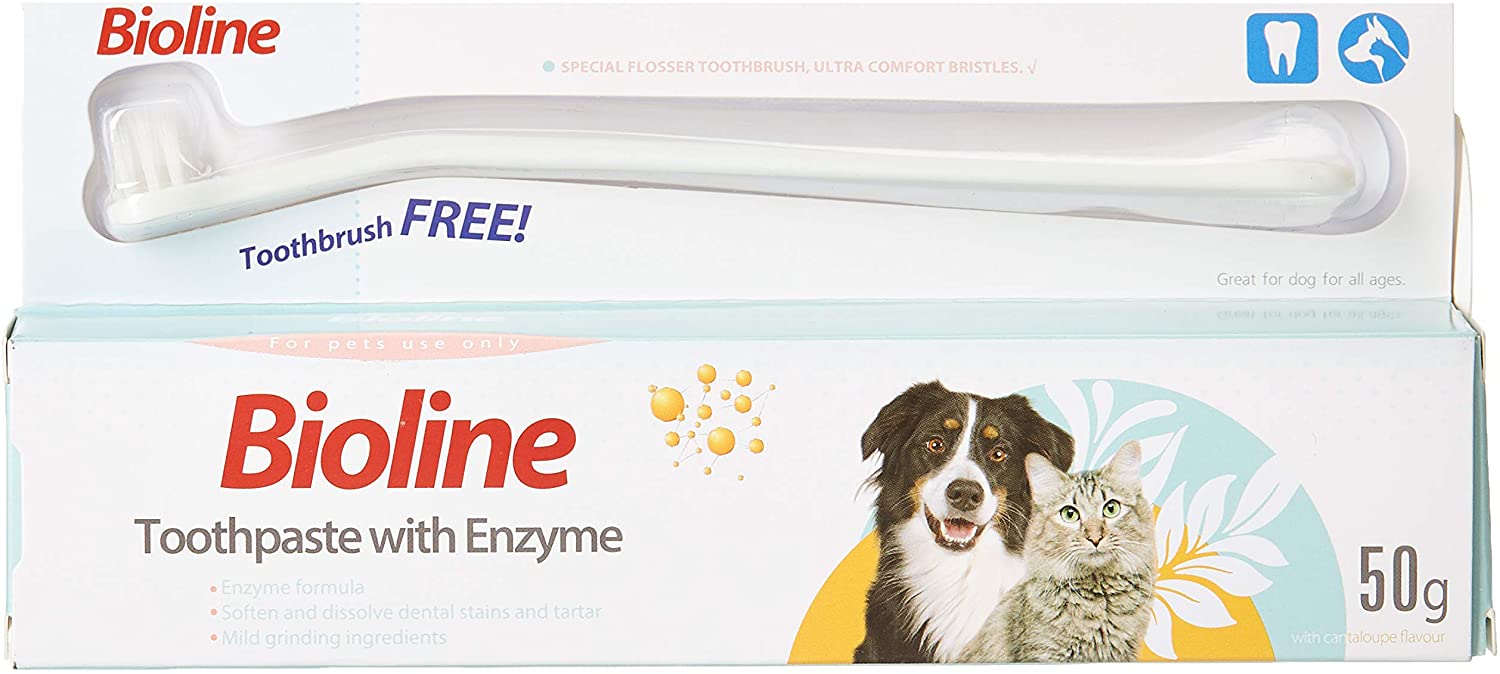 Bioline
SPECIAL FLOSSER TOOTHBRUSH, ULTRA COMFORT BRISTLES. √
Toothbrush FREE!
Great for dog for all ages.
For pets use only
Bioline
Toothpaste with Enzyme
• Enzyme formula
• Soften and dissolve dental stains and tartar
• Mild grinding ingredients
50g
with cantaloupe flavour